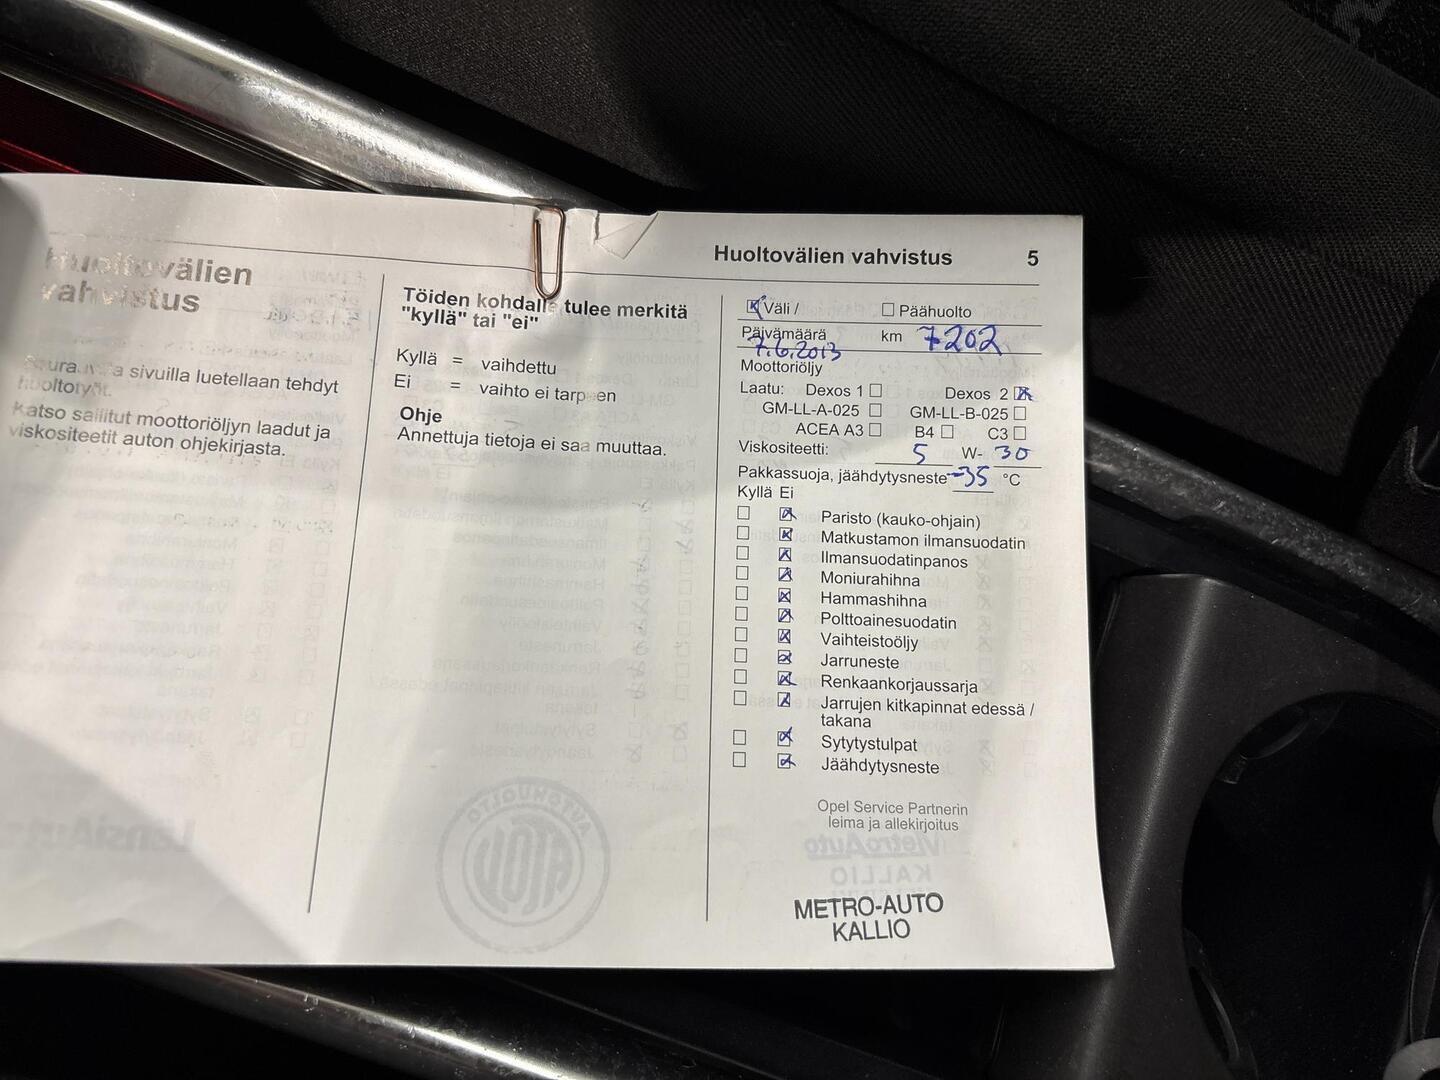 Huoltovälien vahvistus 5
Huoltovälien
vahvistus
Seuraavilla sivuilla luetellaan tehdyt
huoltotyöt.
Katso sallitut moottoriöljyn laadut ja
viskositeetit auton ohjekirjasta.
Töiden kohdalle tulee merkitä
"kyllä" tai "ei"
Kyllä = vaihdettu
Ei = vaihto ei tarpeen
Ohje
Annettuja tietoja ei saa muuttaa.
Väli / Päähuolto
Päivämäärä km 7202
7.6.2013
Moottoriöljy
Laatu: Dexos 1 Dexos 2
GM-LL-A-025 GM-LL-B-025
ACEA A3 B4 C3
Viskositeetti: 5 W- 30
Pakkassuoja, jäähdytysneste -35 °C
Kyllä Ei
Paristo (kauko-ohjain)
Matkustamon ilmansuodatin
Ilmansuodatinpanos
Moniurahihna
Hammashihna
Polttoainesuodatin
Vaihteistoöljy
Jarruneste
Renkaankorjaussarja
Jarrujen kitkapinnat edessä /
takana
Sytytystulpat
Jäähdytysneste
Opel Service Partnerin
leima ja allekirjoitus
METRO-AUTO
KALLIO